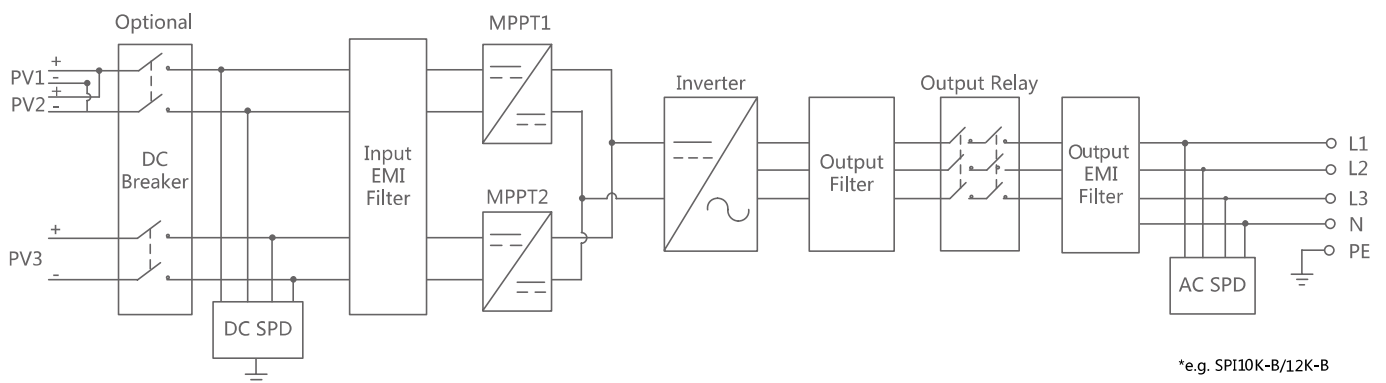 Optional
MPPT1
PV1
+
-
PV2
+
-
DC
Breaker
Input
EMI
Filter
Inverter
Output
Filter
Output Relay
Output
EMI
Filter
L1
L2
L3
N
PE
MPPT2
PV3
+
-
DC SPD
AC SPD
*e.g. SPI10K-B/12K-B